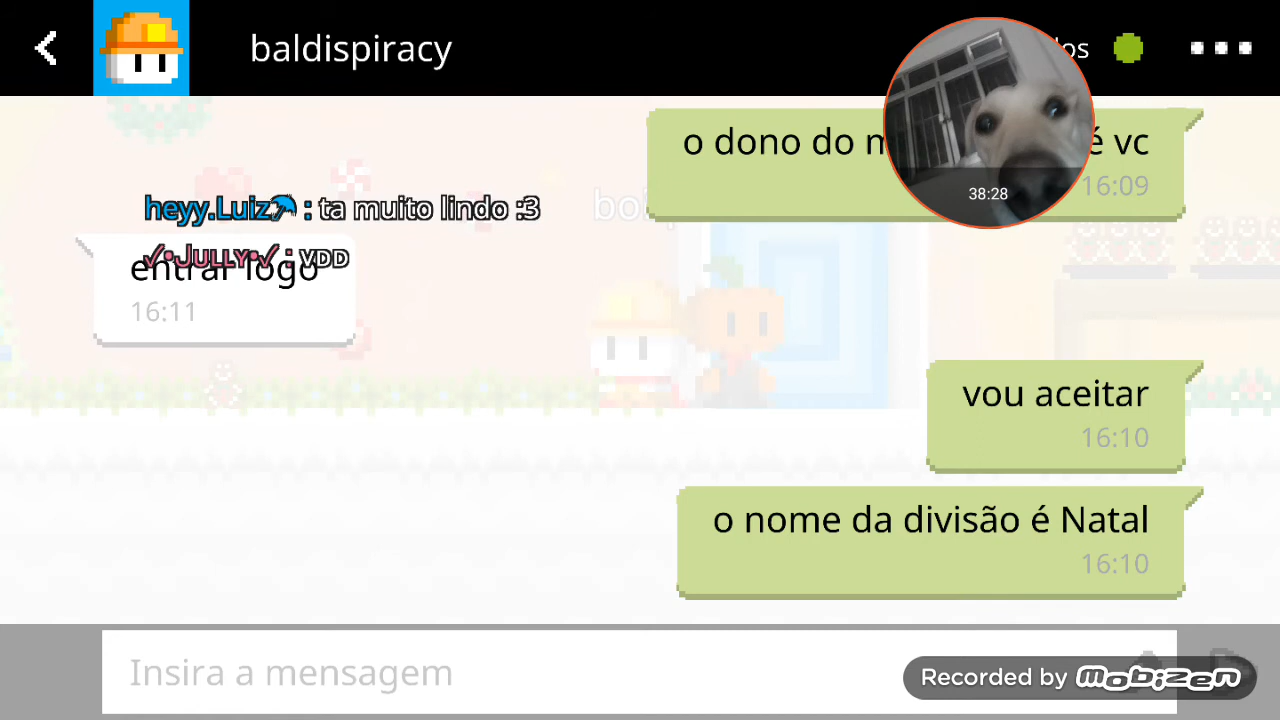 baldispiracy
os
o dono do é vc
16:09
heyy.Luiz☂ : ta muito lindo :3
✓•JULLY•✓ : VDD
entrar logo
16:11
38:28
vou aceitar
16:10
o nome da divisão é Natal
16:10
Insira a mensagem
Recorded by mobizen